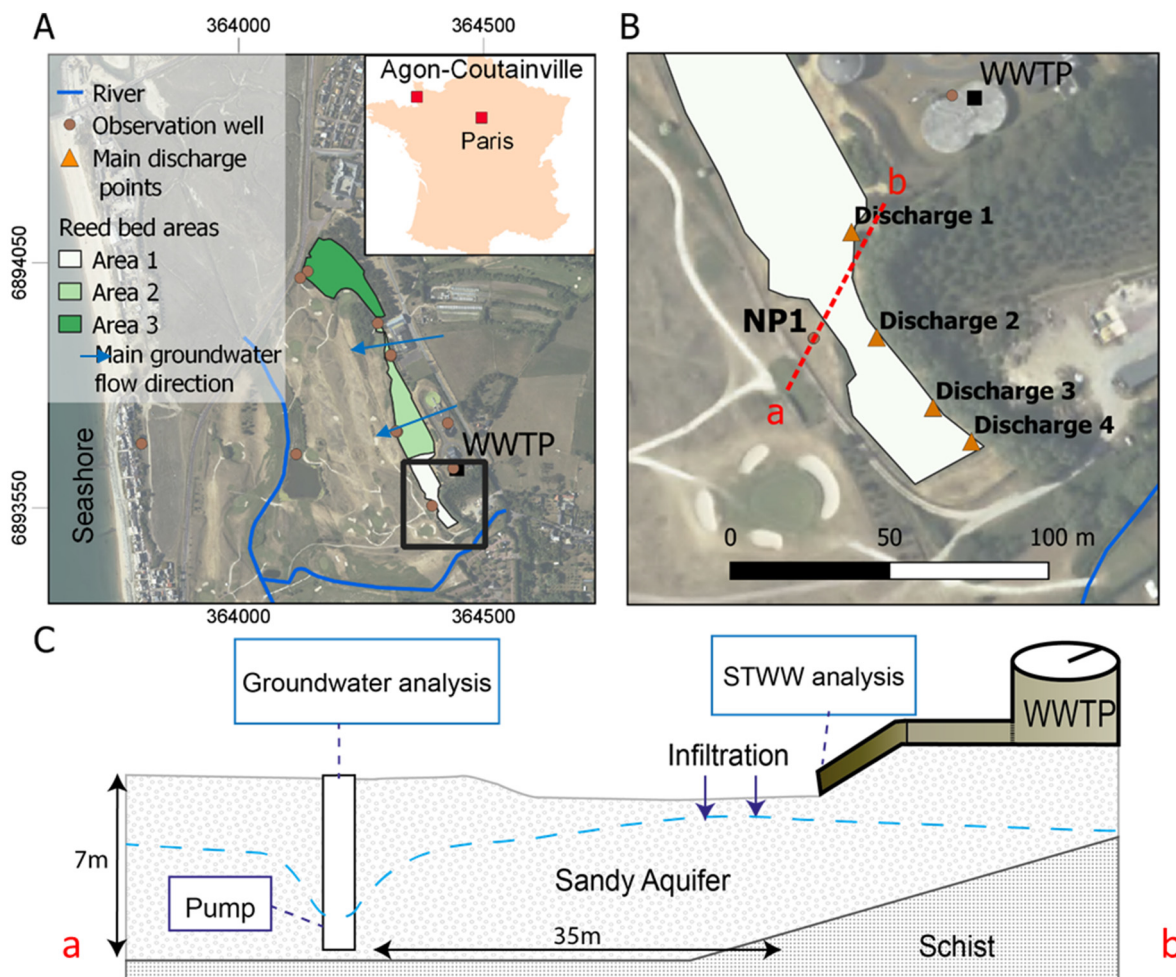 A
364000
364500
River
Observation well
Main discharge
points
Reed bed areas
Area 1
Area 2
Area 3
Main groundwater
flow direction
Agon-Coutainville
Paris
6894050
6893550
Seashore
WWTP
364000
364500
B
WWTP
b
Discharge 1
NP1
Discharge 2
a
Discharge 3
Discharge 4
0
50
100 m
C
Groundwater analysis
STWW analysis
WWTP
Infiltration
7m
Pump
Sandy Aquifer
35m
Schist
a
b